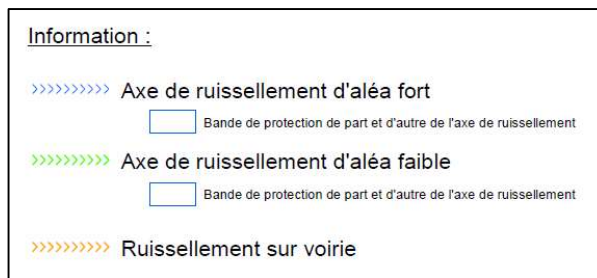 Information :
>>>>>>>>>> Axe de ruissellement d'aléa fort
Bande de protection de part et d'autre de l'axe de ruissellement
>>>>>>>>>> Axe de ruissellement d'aléa faible
Bande de protection de part et d'autre de l'axe de ruissellement
>>>>>>>>>> Ruissellement sur voirie